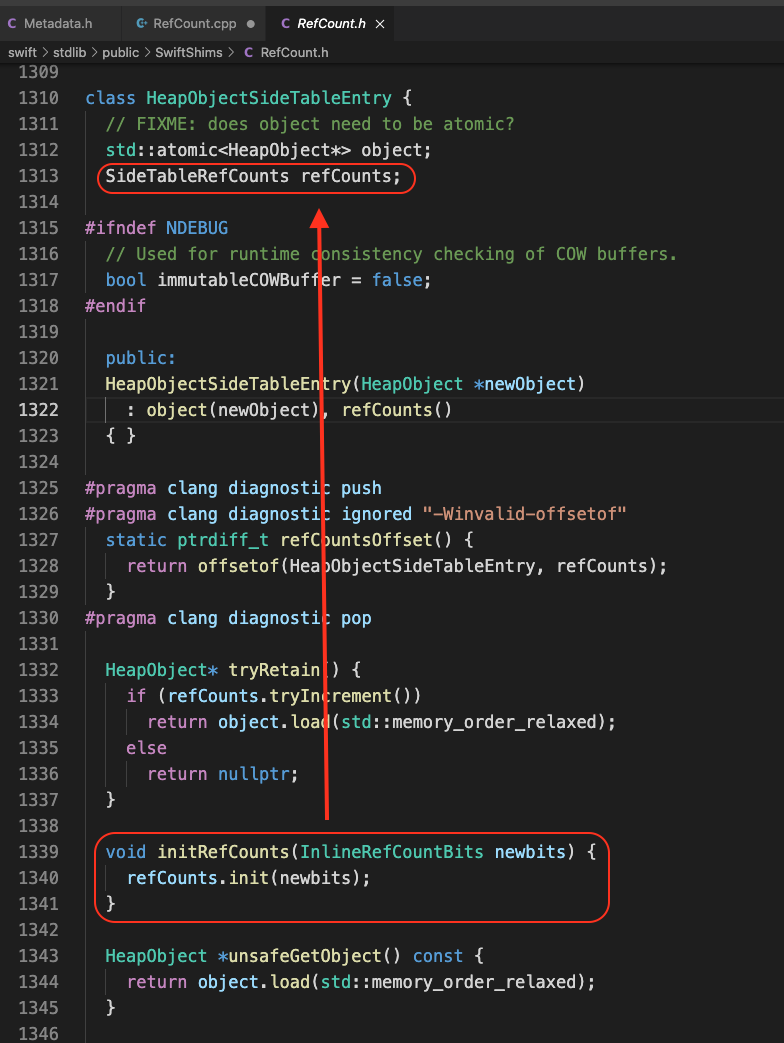 C Metadata.h C+ RefCount.cpp ● C RefCount.h ×
swift > stdlib > public > SwiftShims > C RefCount.h
1309
1310 class HeapObjectSideTableEntry {
1311   // FIXME: does object need to be atomic?
1312   std::atomic<HeapObject*> object;
1313   SideTableRefCounts refCounts;
1314
1315 #ifndef NDEBUG
1316   // Used for runtime consistency checking of COW buffers.
1317   bool immutableCOWBuffer = false;
1318 #endif
1319
1320   public:
1321   HeapObjectSideTableEntry(HeapObject *newObject)
1322     : object(newObject), refCounts()
1323   { }
1324
1325 #pragma clang diagnostic push
1326 #pragma clang diagnostic ignored "-Winvalid-offsetof"
1327   static ptrdiff_t refCountsOffset() {
1328     return offsetof(HeapObjectSideTableEntry, refCounts);
1329   }
1330 #pragma clang diagnostic pop
1331
1332   HeapObject* tryRetain() {
1333     if (refCounts.tryIncrement())
1334       return object.load(std::memory_order_relaxed);
1335     else
1336       return nullptr;
1337   }
1338
1339   void initRefCounts(InlineRefCountBits newbits) {
1340     refCounts.init(newbits);
1341   }
1342
1343   HeapObject *unsafeGetObject() const {
1344     return object.load(std::memory_order_relaxed);
1345   }
1346